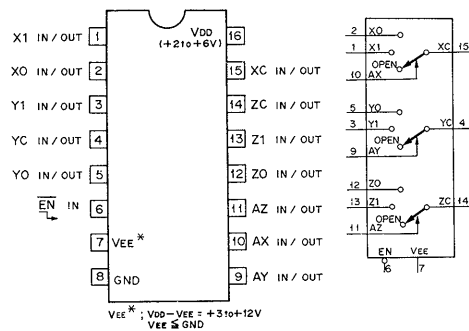 X1 IN/OUT 1
VDD
(+2to+6V) 16
X0 IN/OUT 2
15 XC IN/OUT
Y1 IN/OUT 3
14 ZC IN/OUT
YC IN/OUT 4
13 Z1 IN/OUT
Y0 IN/OUT 5
12 Z0 IN/OUT
EN IN 6
11 AZ IN/OUT
7 VEE*
10 AX IN/OUT
8 GND
9 AY IN/OUT
VEE* ; VDD-VEE = +3to+12V
VEE ≦ GND
2 X0
1 X1 XC 15
OPEN
10 AX
5 Y0
3 Y1 YC 4
OPEN
9 AY
12 Z0
13 Z1 ZC 14
OPEN
11 AZ
EN VEE
6 7